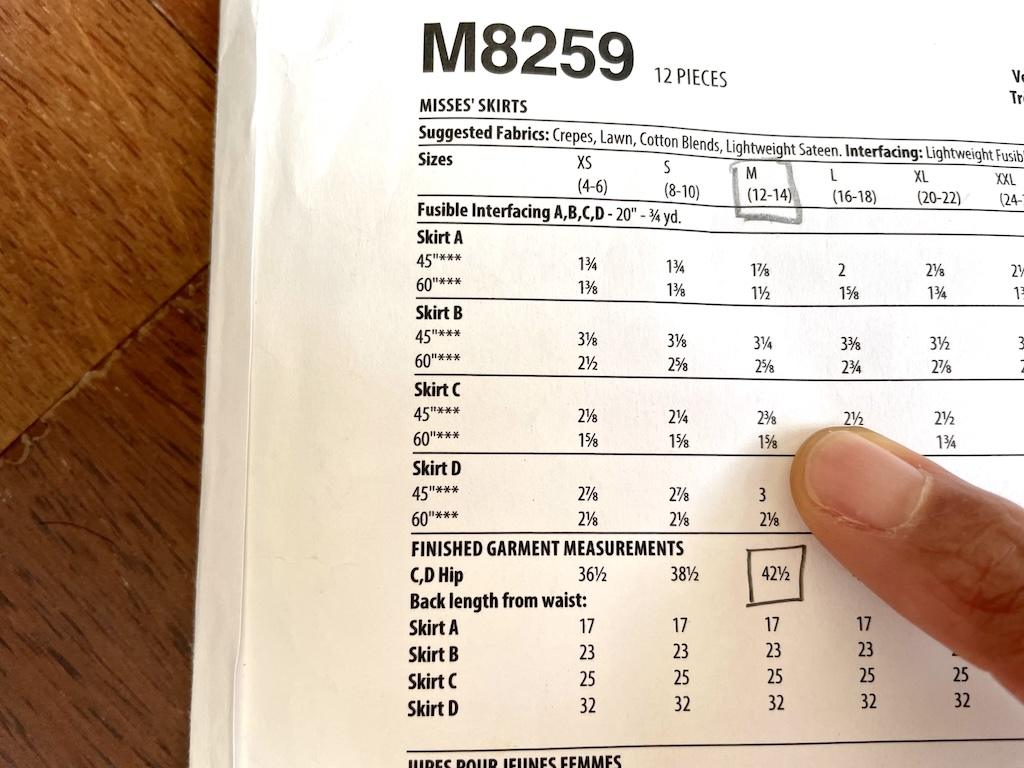 M8259 12 PIECES
MISSES' SKIRTS
Suggested Fabrics: Crepes, Lawn, Cotton Blends, Lightweight Sateen. Interfacing: Lightweight
Sizes XS S M L XL XXL
(4-6) (8-10) (12-14) (16-18) (20-22) (24-
Fusible Interfacing A,B,C,D - 20" - ¾ yd.
Skirt A
45"*** 1¾ 1¾ 1⅞ 2 2⅛
60"*** 1⅜ 1⅜ 1½ 1⅝ 1¾
Skirt B
45"*** 3⅛ 3⅛ 3¼ 3⅜ 3½
60"*** 2½ 2⅝ 2⅝ 2¾ 2⅞
Skirt C
45"*** 2⅛ 2¼ 2⅜ 2½ 2½
60"*** 1⅝ 1⅝ 1⅝ 1¾
Skirt D
45"*** 2⅞ 2⅞ 3
60"*** 2⅛ 2⅛ 2⅛
FINISHED GARMENT MEASUREMENTS
C,D Hip 36½ 38½ 42½
Back length from waist:
Skirt A 17 17 17 17
Skirt B 23 23 23 23
Skirt C 25 25 25 25 25
Skirt D 32 32 32 32 32
JUPES POUR JEUNES FEMMES